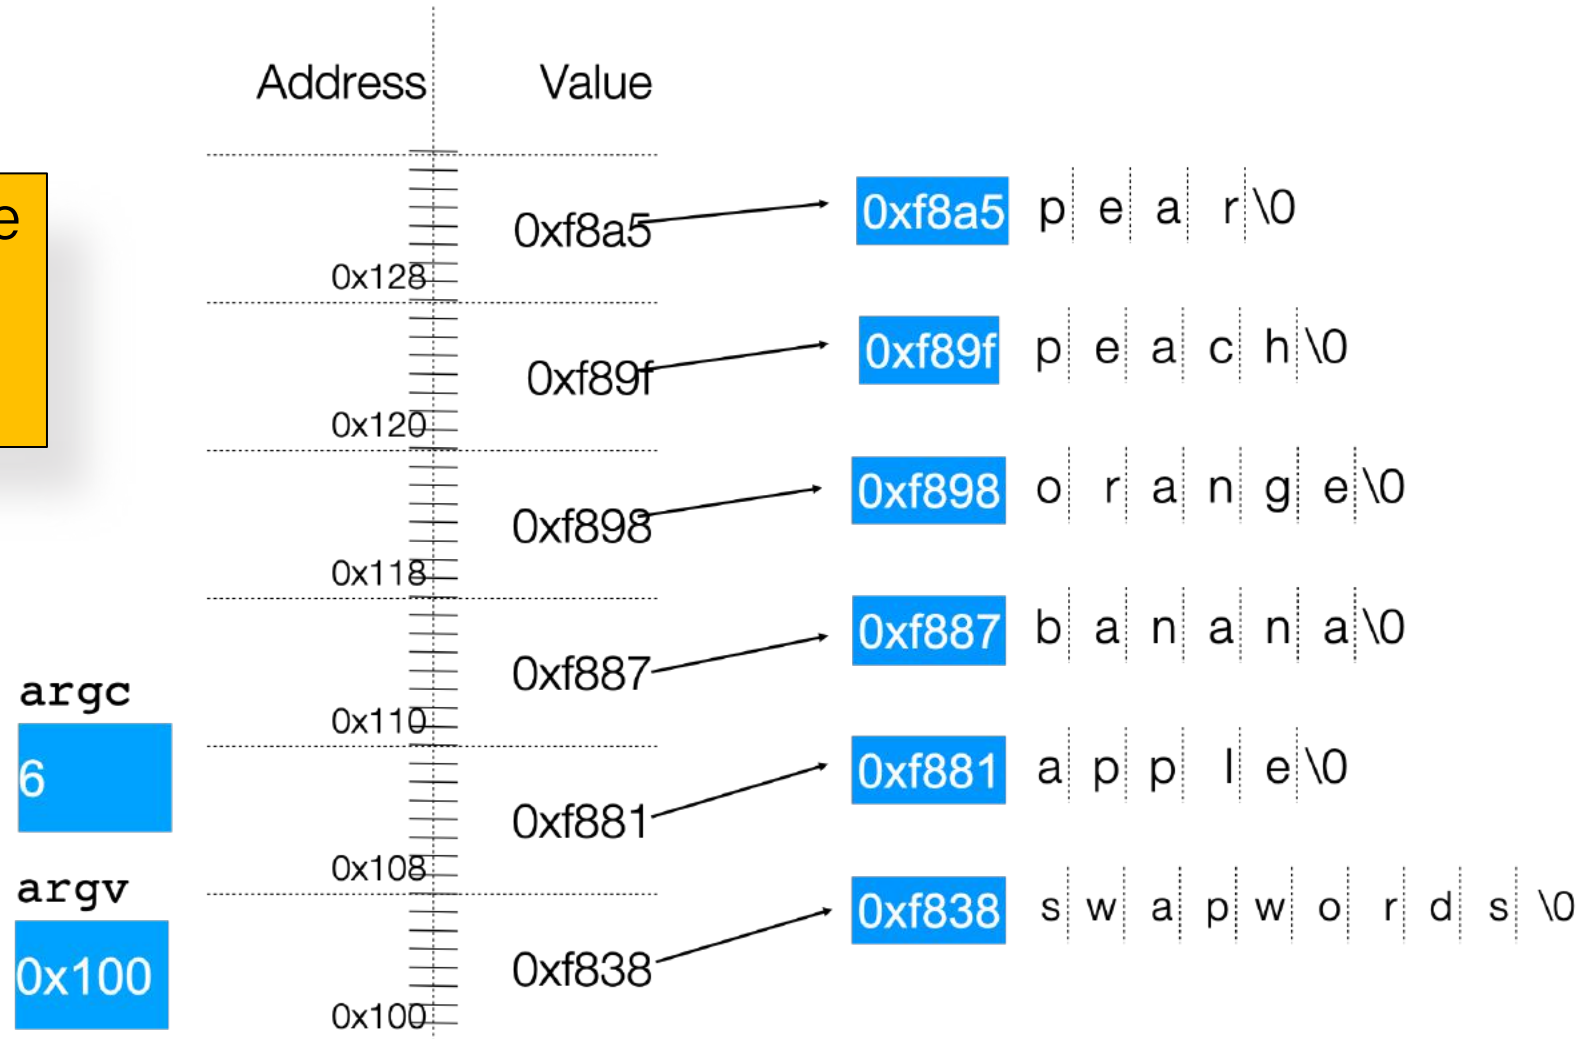 Address Value
e
0xf8a5 0xf8a5 p e a r \0
0x128
0xf89f 0xf89f p e a c h \0
0x120
0xf898 0xf898 o r a n g e \0
0x118
0xf887 0xf887 b a n a n a \0
argc
0x110
6
0xf881 0xf881 a p p l e \0
0x108
argv
0xf838 0xf838 s w a p w o r d s \0
0x100
0x100